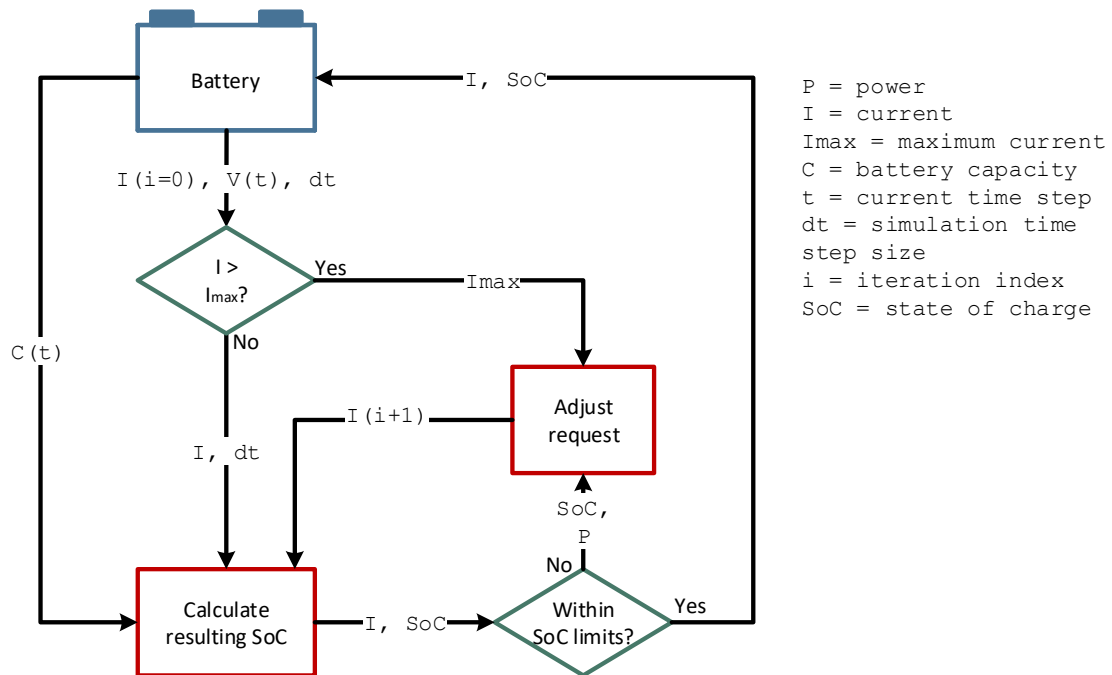 Battery
I, SoC
I(i=0), V(t), dt
I >
Imax?
Yes
Imax
No
C(t)
Adjust
request
I(i+1)
I, dt
SoC,
P
No
Calculate
resulting SoC
I, SoC
Within
SoC limits?
Yes
P = power
I = current
Imax = maximum current
C = battery capacity
t = current time step
dt = simulation time
step size
i = iteration index
SoC = state of charge